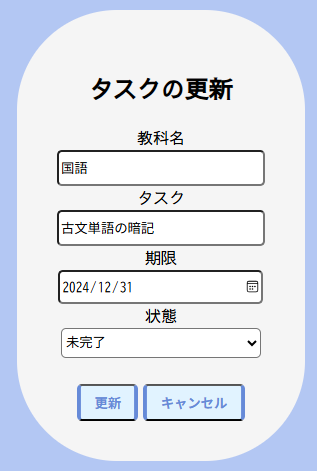 タスクの更新
教科名
国語
タスク
古文単語の暗記
期限
2024/12/31
状態
未完了
更新 キャンセル